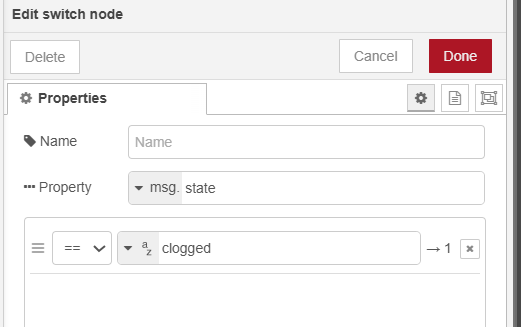 Edit switch node
Delete Cancel Done
Properties
Name Name
Property msg. state
== a z clogged → 1 ×